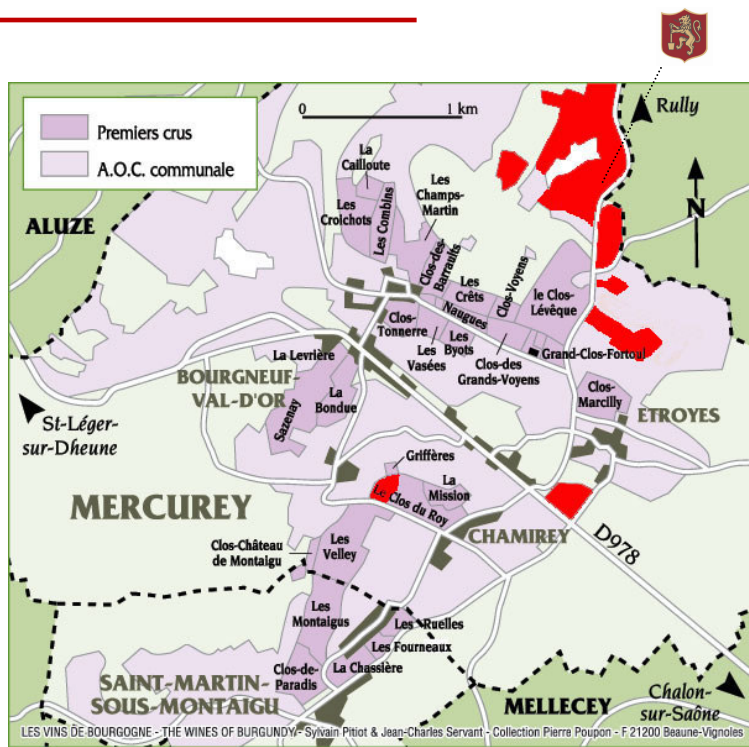 0 1 km
Rully
Premiers crus
A.O.C. communale
La
Cailloute
Les
Champs-
Martin
Les
Croichots
Les Combins
N
ALUZE
Clos-des-
Barraults
Clos-Voyens
Les
Crêts
le Clos-
Lévêque
Naugues
Clos-
Tonnerre
Les
Byots
Les
Vasées
Clos-des
Grands-Voyens
Grand-Clos-Fortoul
La Levrière
BOURGNEUF-
VAL-D'OR
La
Bondue
Sazenay
Clos-
Marcilly
ETROYES
St-Léger-
sur-Dheune
Griffères
La
Mission
Le Clos du Roy
MERCUREY
CHAMIREY
D978
Clos-Château
de Montaigu
Les
Velley
Les
Montaigus
Les Ruelles
Les Fourneaux
Clos-de-
Paradis
La Chassière
SAINT-MARTIN-
SOUS-MONTAIGU
MELLECEY
Chalon-
sur-Saône
LES VINS DE BOURGOGNE - THE WINES OF BURGUNDY - Sylvain Pitiot & Jean-Charles Servant - Collection Pierre Poupon - F 21200 Beaune-Vignoles